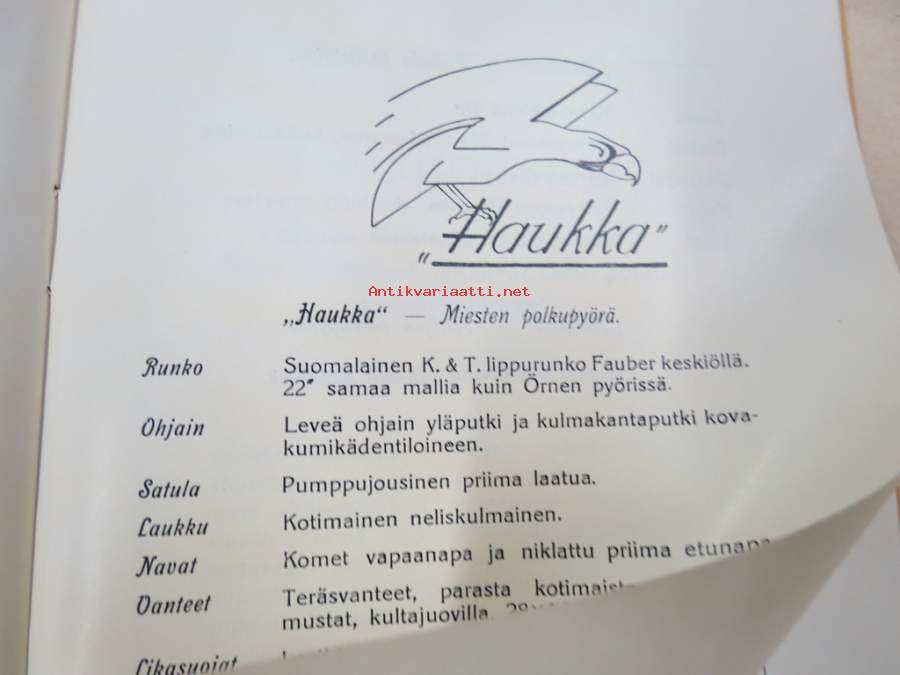 „Haukka"
Antikvariaatti.net
„Haukka“ — Miesten polkupyörä.
Runko Suomalainen K. & T. lippurunko Fauber keskiöllä.
22" samaa mallia kuin Örnen pyörissä.
Ohjain Leveä ohjain yläputki ja kulmakantaputki kova-
kumikädentiloineen.
Satula Pumppujousinen priima laatua.
Laukku Kotimainen neliskulmainen.
Navat Komet vapaanapa ja niklattu priima etunapa
Vanteet Teräsvanteet, parasta
mustat, kultajuovilla.
Likasuojat